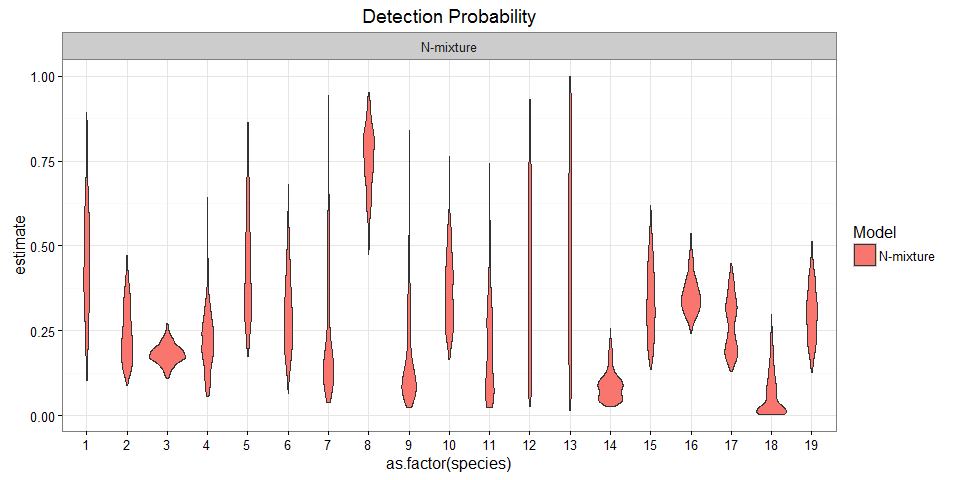 Detection Probability
N-mixture
1.00
0.75
0.50
0.25
0.00
estimate
1 2 3 4 5 6 7 8 9 10 11 12 13 14 15 16 17 18 19
as.factor(species)
Model
N-mixture